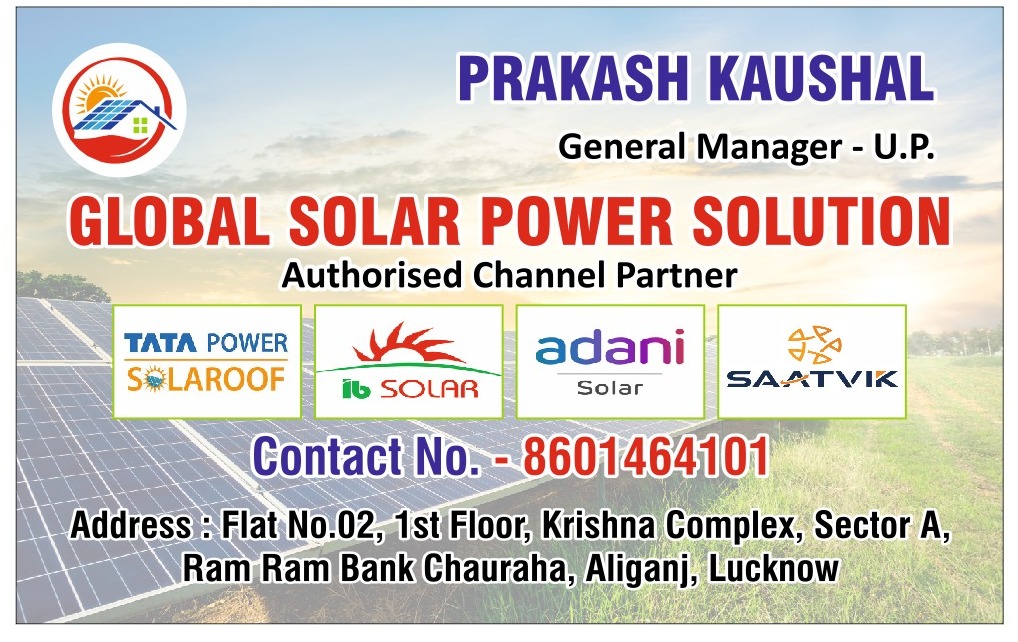 PRAKASH KAUSHAL
General Manager - U.P.
GLOBAL SOLAR POWER SOLUTION
Authorised Channel Partner
TATA POWER
SOLAROOF
ib SOLAR
adani
Solar
SAATVIK
Contact No. - 8601464101
Address : Flat No.02, 1st Floor, Krishna Complex, Sector A,
Ram Ram Bank Chauraha, Aliganj, Lucknow